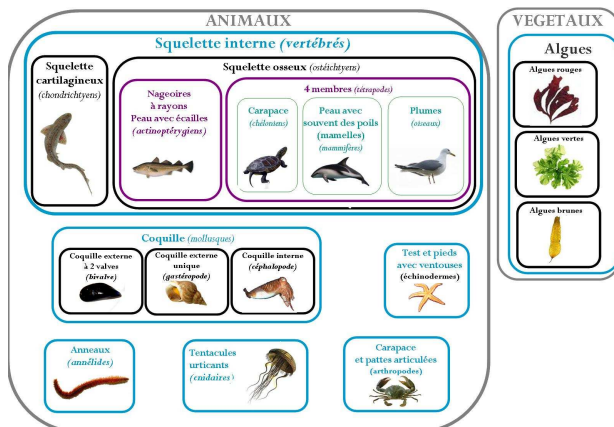 ANIMAUX
Squelette interne (vertébrés)
Squelette
cartilagineux
(chondrichtyens)
Squelette osseux (ostéichtyens)
Nageoires
à rayons
Peau avec écailles
(actinoptérygiens)
4 membres (tétrapodes)
Carapace
(chéloniens)
Peau avec
souvent des poils
(mamelles)
(mammifères)
Plumes
(oiseaux)
Coquille (mollusques)
Coquille externe
à 2 valves
(bivalve)
Coquille externe
unique
(gastéropode)
Coquille interne
(céphalopode)
Test et pieds
avec ventouses
(échinodermes)
Anneaux
(annélides)
Tentacules
urticants
(cnidaires)
Carapace
et pattes articulées
(arthropodes)
VEGETAUX
Algues
Algues rouges
Algues vertes
Algues brunes